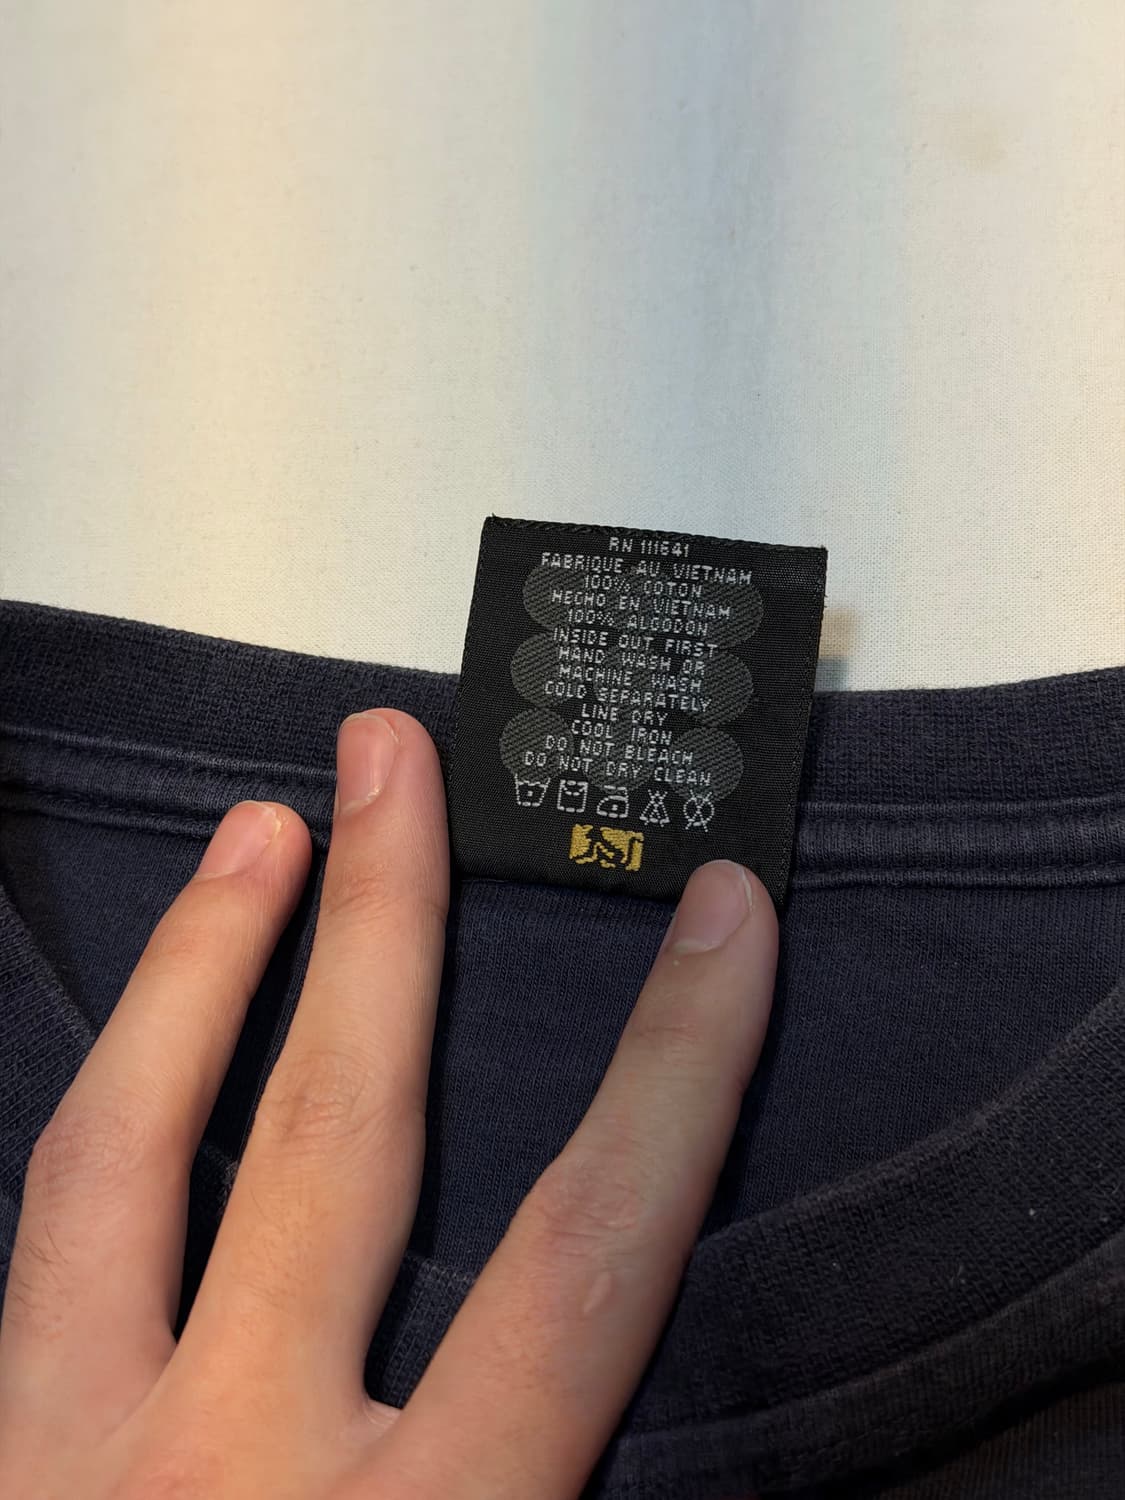 RN 111641
FABRIQUE AU VIETNAM
100% COTON
HECHO EN VIETNAM
100% ALGODON
INSIDE OUT FIRST
HAND WASH OR
MACHINE WASH
COLD SEPARATELY
LINE DRY
COOL IRON
DO NOT BLEACH
DO NOT DRY CLEAN